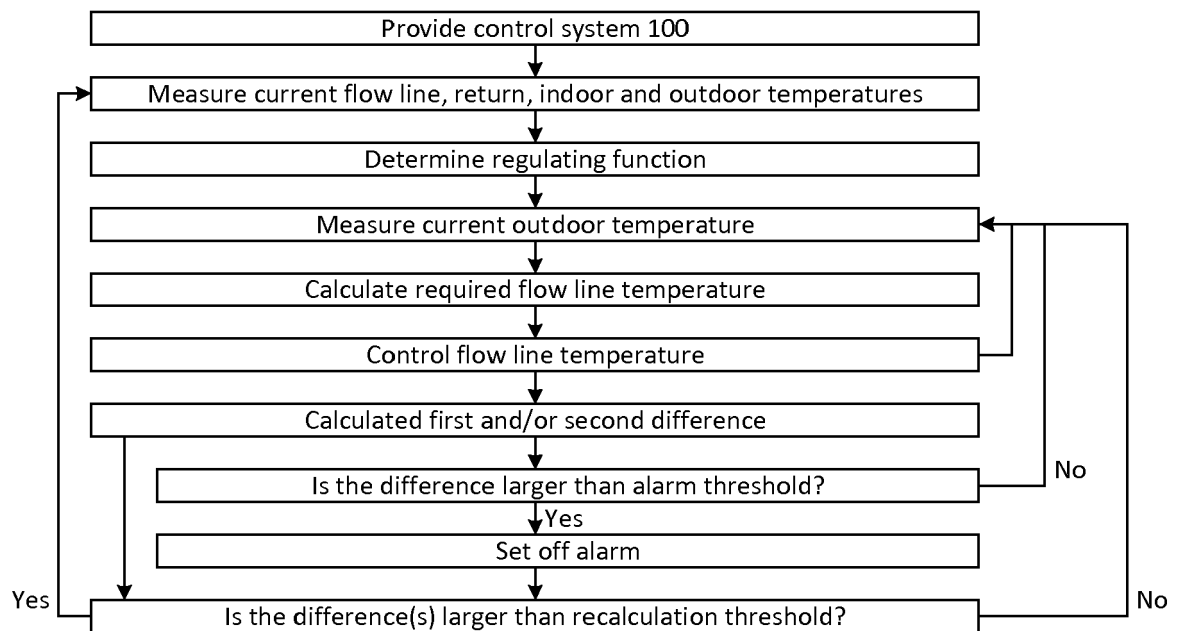 Provide control system 100
Measure current flow line, return, indoor and outdoor temperatures
Determine regulating function
Measure current outdoor temperature
Calculate required flow line temperature
Control flow line temperature
Calculated first and/or second difference
No
Is the difference larger than alarm threshold?
Yes
Set off alarm
Yes
No
Is the difference(s) larger than recalculation threshold?